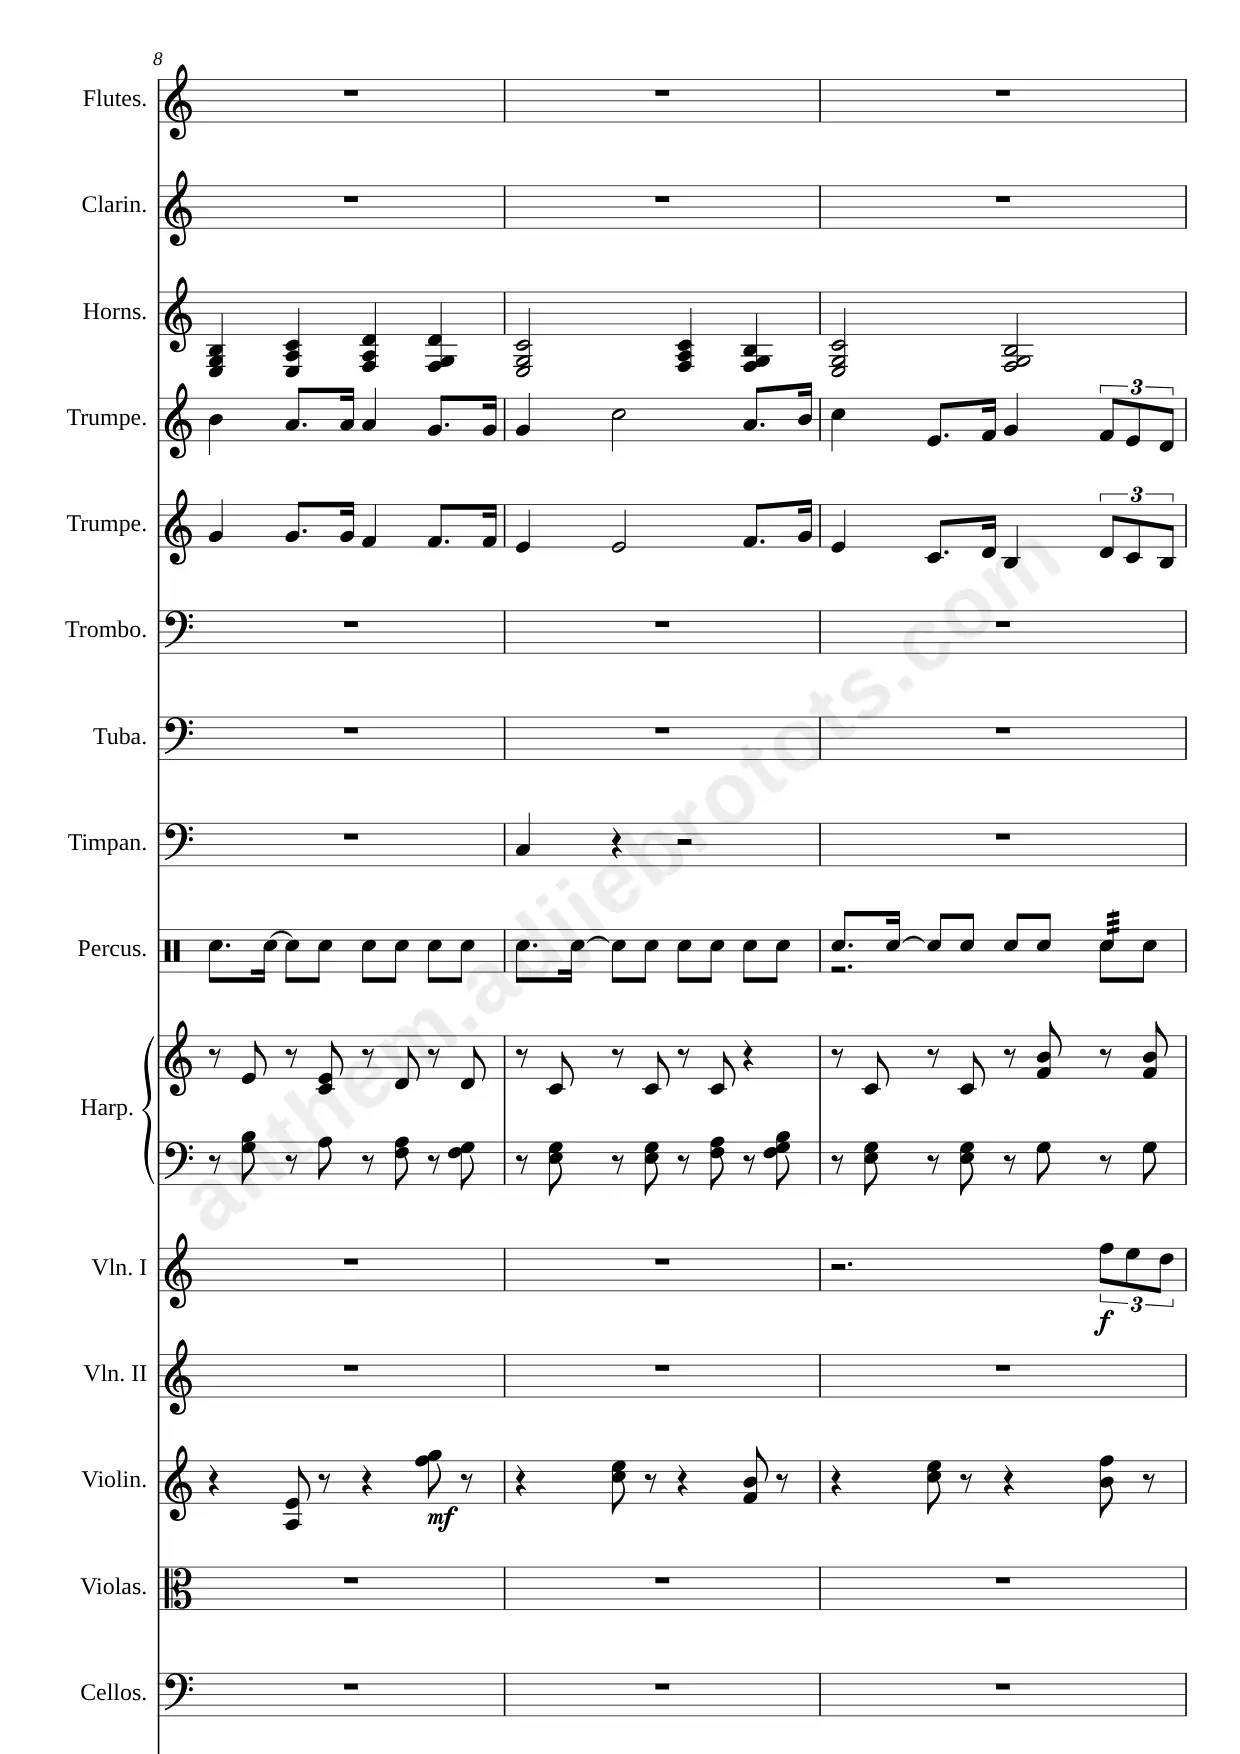 8
Flutes.
Clarin.
Horns.
Trumpe.
3
Trumpe.
3
Trombo.
Tuba.
Timpan.
Percus.
Harp.
Vln. I
3
f
Vln. II
Violin.
mf
Violas.
Cellos.
anthem.adjiebrotots.com